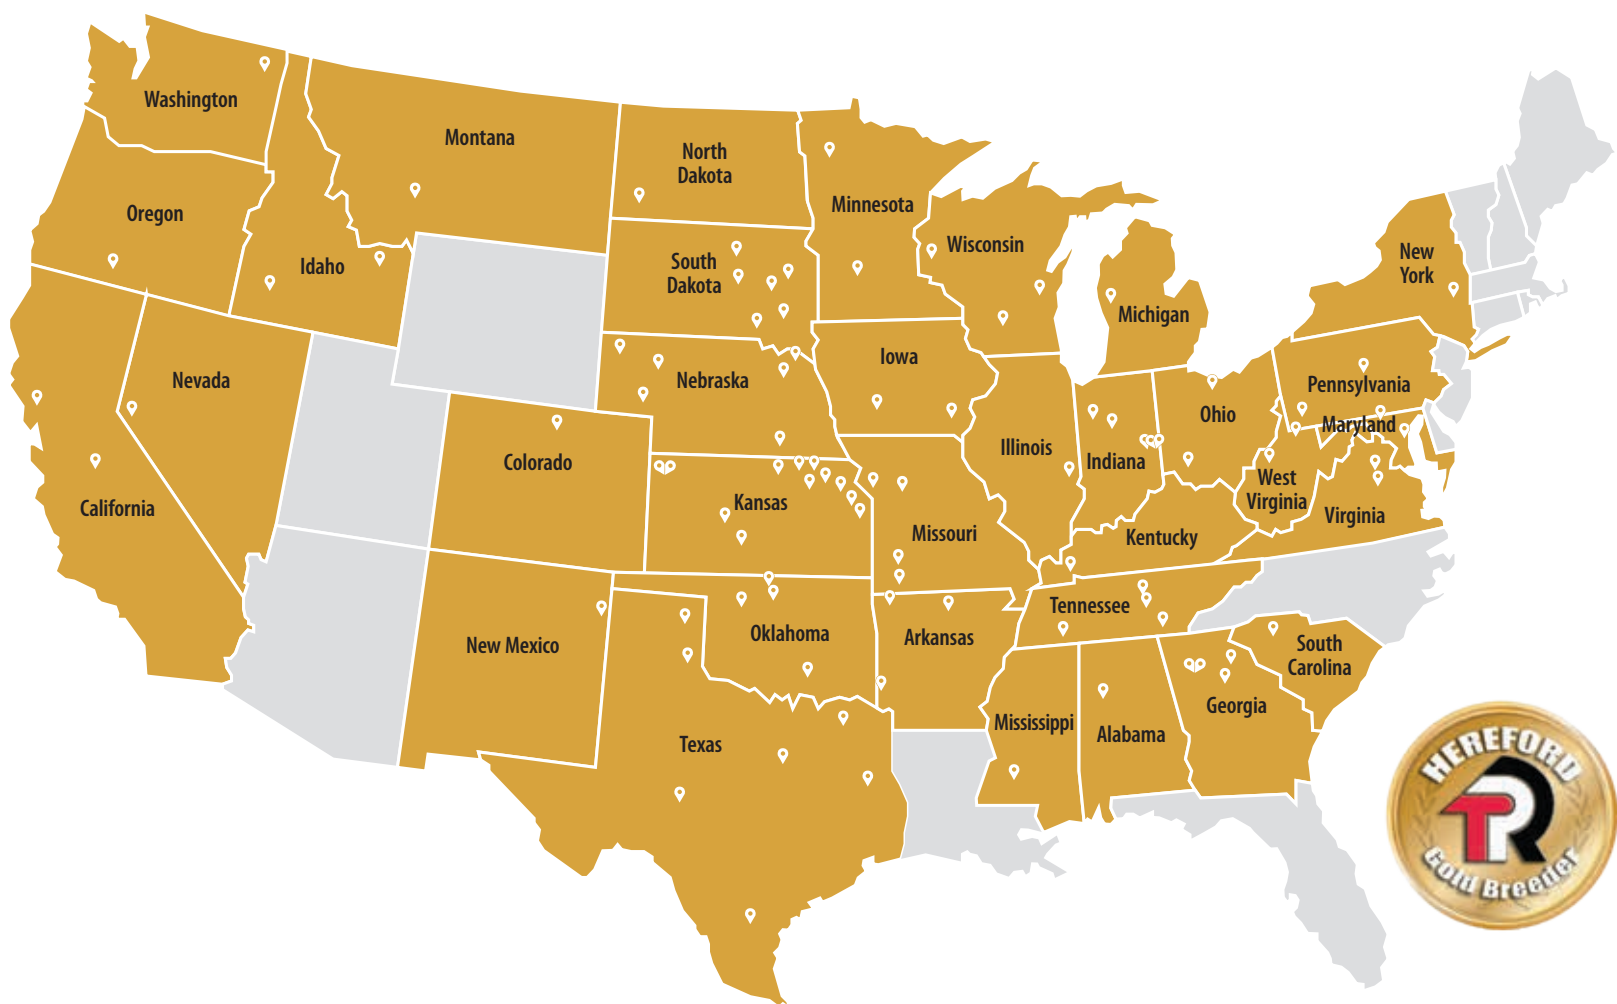 Washington
Montana
North
Dakota
Minnesota
Oregon
Idaho
South
Dakota
Wisconsin
Michigan
New
York
Nevada
Nebraska
Iowa
Pennsylvania
Ohio
Maryland
Colorado
Illinois
Indiana
West
Virginia
California
Kansas
Virginia
Missouri
Kentucky
Tennessee
New Mexico
Oklahoma
Arkansas
South
Carolina
Georgia
Texas
Mississippi
Alabama
HEREFORD
TPR
Gold Breeder